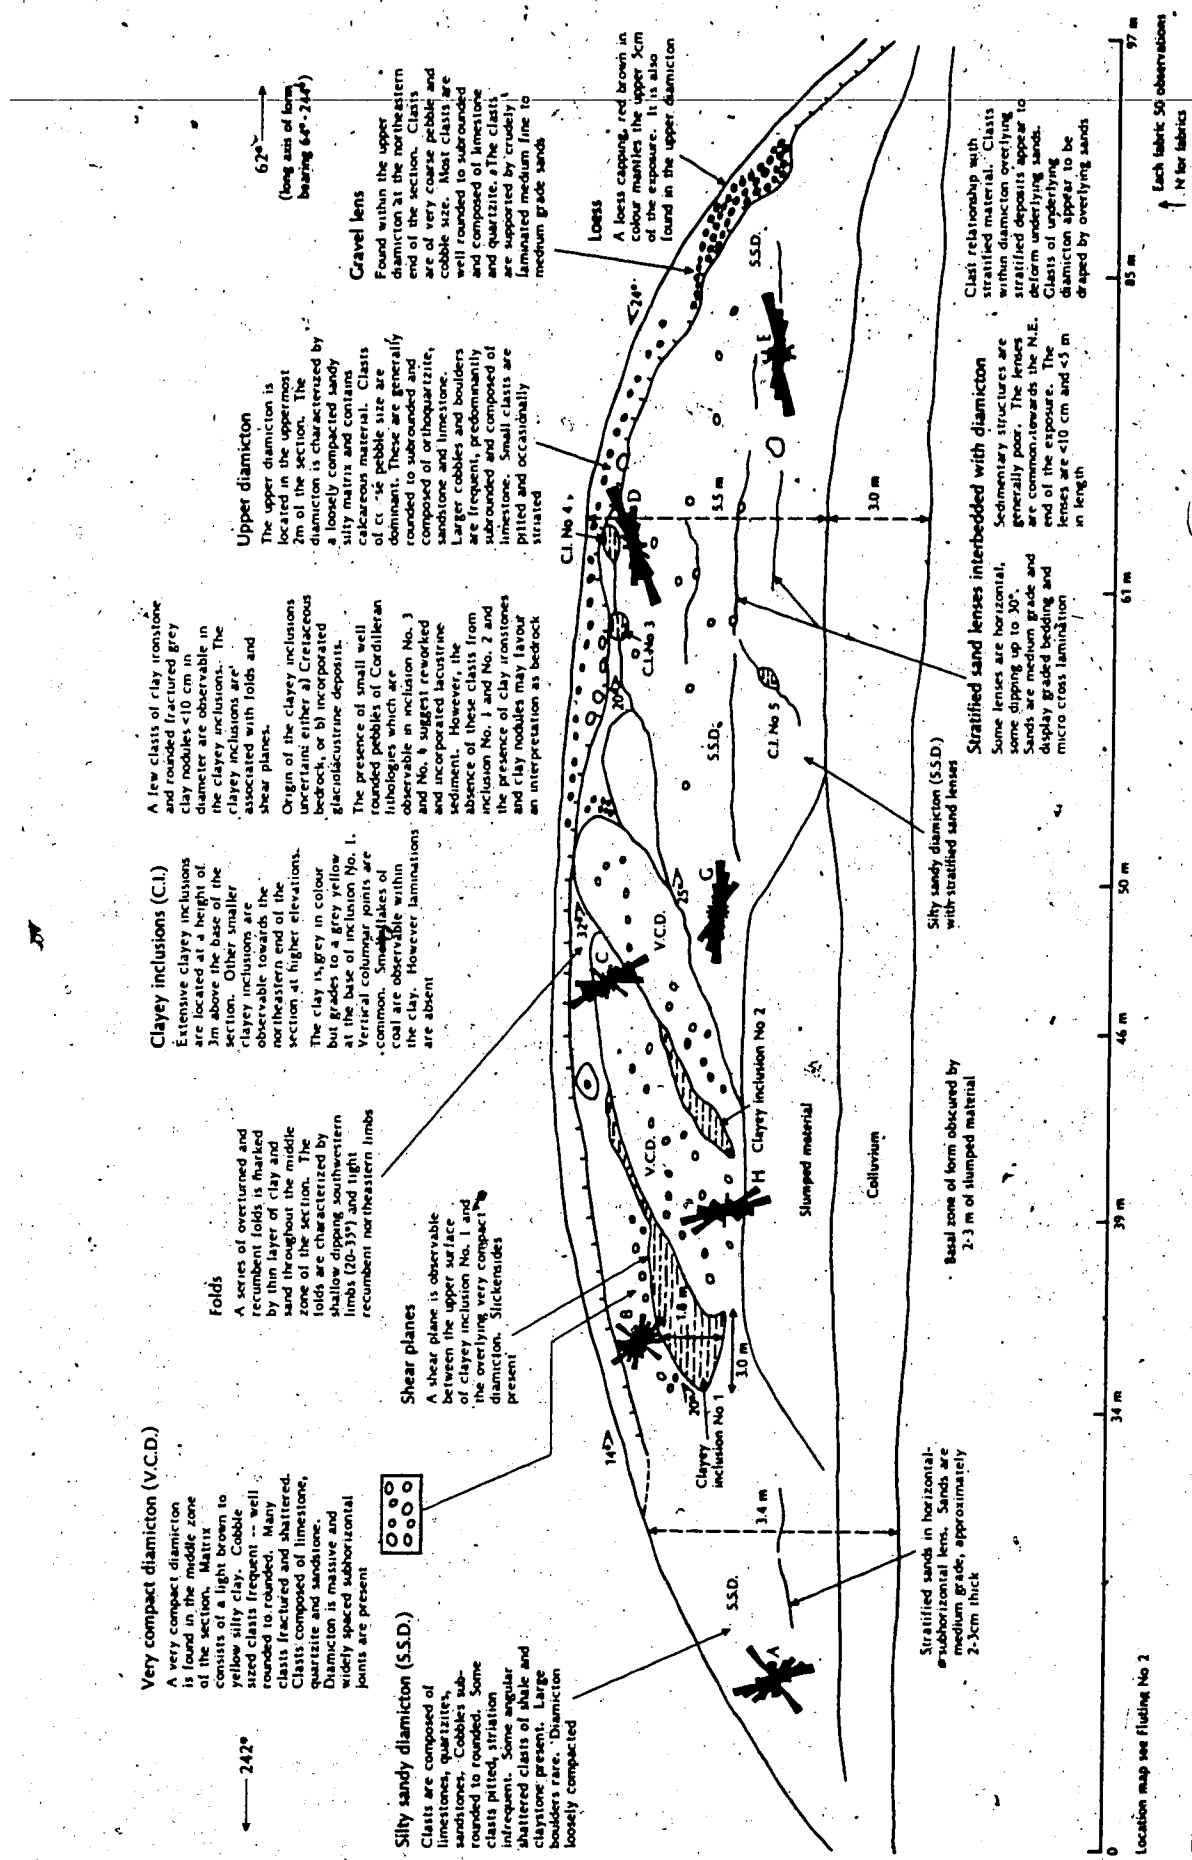 62°
(long axis of form
bearing 64°-244°)
242°
Very compact diamicton (V.C.D.)
A very compact diamicton
is found in the middle zone
of the section. Matrix
consists of a light brown to
yellow silty clay. Cobble
sized clasts frequent -- well
rounded to rounded. Many
clasts fractured and shattered.
Clasts composed of limestone,
quartzite and sandstone.
Diamicton is massive and
widely spaced subhorizontal
joints are present
Silty sandy diamicton (S.S.D.)
Clasts are composed of
limestones, quartzites,
sandstones. Cobbles sub-
rounded to rounded. Some
clasts pitted, striation
infrequent. Some angular
shattered clasts of shale and
claystone present. Large
boulders rare. Diamicton
loosely compacted
Folds
A series of overturned and
recumbent folds is marked
by thin layer of clay and
sand throughout the middle
zone of the section. The
folds are characterized by
shallow dipping southwestern
limbs (20-35°) and tight
recumbent northeastern limbs
Shear planes
A shear plane is observable
between the upper surface
of clayey inclusion No. 1 and
the overlying very compact
diamicton. Slickensides
present
Clayey inclusions (C.I.)
Extensive clayey inclusions
are located at a height of
3m above the base of the
section. Other smaller
clayey inclusions are
observable towards the
northeastern end of the
section at higher elevations.
The clay is grey in colour
but grades to a grey yellow
at the base of inclusion No. 1.
Vertical columnar joints are
common. Small flakes of
coal are observable within
the clay. However laminations
are absent
A few clasts of clay ironstone
and rounded fractured grey
clay nodules <10 cm in
diameter are observable in
the clayey inclusions. The
clayey inclusions are
associated with folds and
shear planes.
Origin of the clayey inclusions
uncertain: either a) Cretaceous
bedrock, or b) incorporated
glaciolacustrine deposits.
The presence of small well
rounded pebbles of Cordilleran
lithologies which are
observable in inclusion No. 3
and No. 4 suggest reworked
and incorporated lacustrine
sediment. However, the
absence of these clasts from
inclusion No. 1 and No. 2 and
the presence of clay ironstones
and clay nodules may favour
an interpretation as bedrock
Upper diamicton
The upper diamicton is
located in the uppermost
2m of the section. The
diamicton is characterized by
a loosely compacted sandy
silty matrix and contains
calcareous material. Clasts
of pebble size are
dominant. These are generally
rounded to subrounded and
composed of orthoquartzite,
sandstone and limestone.
Larger cobbles and boulders
are frequent, predominantly
subrounded and composed of
limestone. Small clasts are
pitted and occasionally
striated
Gravel lens
Found within the upper
diamicton at the northeastern
end of the section. Clasts
are of very coarse pebble and
cobble size. Most clasts are
well rounded to subrounded
and composed of limestone
and quartzite. The clasts
are supported by crudely
laminated medium fine to
medium grade sands
Loess
A loess capping, red brown in
colour mantles the upper 5cm
of the exposure. It is also
found in the upper diamicton
14°
32°
20°
24°
C.I. No 4
B
C
D
C.I. No 3
20°
1.8 m
V.C.D.
V.C.D.
25°
S.S.D.
5.5 m
S.S.D.
Clayey
inclusion No 1
3.0 m
H
Clayey inclusion No 2
G
C.I. No 5
E
S.S.D.
3.4 m
A
Slumped material
Colluvium
3.0 m
Stratified sands in horizontal-
subhorizontal lens. Sands are
medium grade, approximately
2-3cm thick
Basal zone of form obscured by
2-3 m of slumped material
Silty sandy diamicton (S.S.D.)
with stratified sand lenses
Stratified sand lenses interbedded with diamicton
Some lenses are horizontal,
some dipping up to 30°.
Sands are medium grade and
display graded bedding and
micro cross lamination
Sedimentary structures are
generally poor. The lenses
are common towards the N.E.
end of the exposure. The
lenses are <10 cm and <5 m
in length
Clast relationship with
stratified material. Clasts
within diamicton overlying
stratified deposits appear to
deform underlying sands.
Clasts of underlying
diamicton appear to be
draped by overlying sands
0
34 m
39 m
46 m
50 m
61 m
85 m
97 m
Location map see Fluting No 2
Each fabric 50 observations
N for fabrics